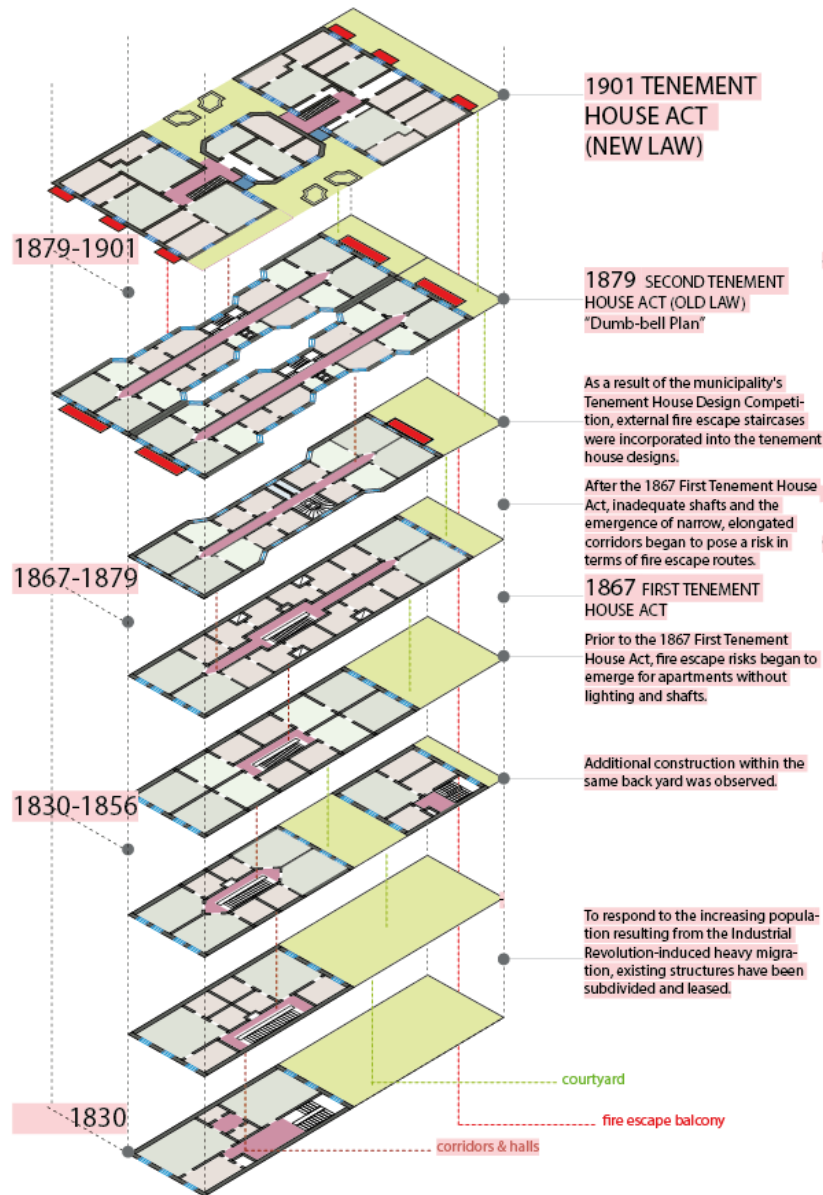 1901 TENEMENT
HOUSE ACT
(NEW LAW)
1879-1901
1879 SECOND TENEMENT
HOUSE ACT (OLD LAW)
“Dumb-bell Plan”
As a result of the municipality's
Tenement House Design Competi-
tion, external fire escape staircases
were incorporated into the tenement
house designs.
After the 1867 First Tenement House
Act, inadequate shafts and the
emergence of narrow, elongated
corridors began to pose a risk in
terms of fire escape routes.
1867-1879
1867 FIRST TENEMENT
HOUSE ACT
Prior to the 1867 First Tenement
House Act, fire escape risks began to
emerge for apartments without
lighting and shafts.
Additional construction within the
same back yard was observed.
1830-1856
To respond to the increasing popula-
tion resulting from the Industrial
Revolution-induced heavy migra-
tion, existing structures have been
subdivided and leased.
courtyard
1830
fire escape balcony
corridors & halls